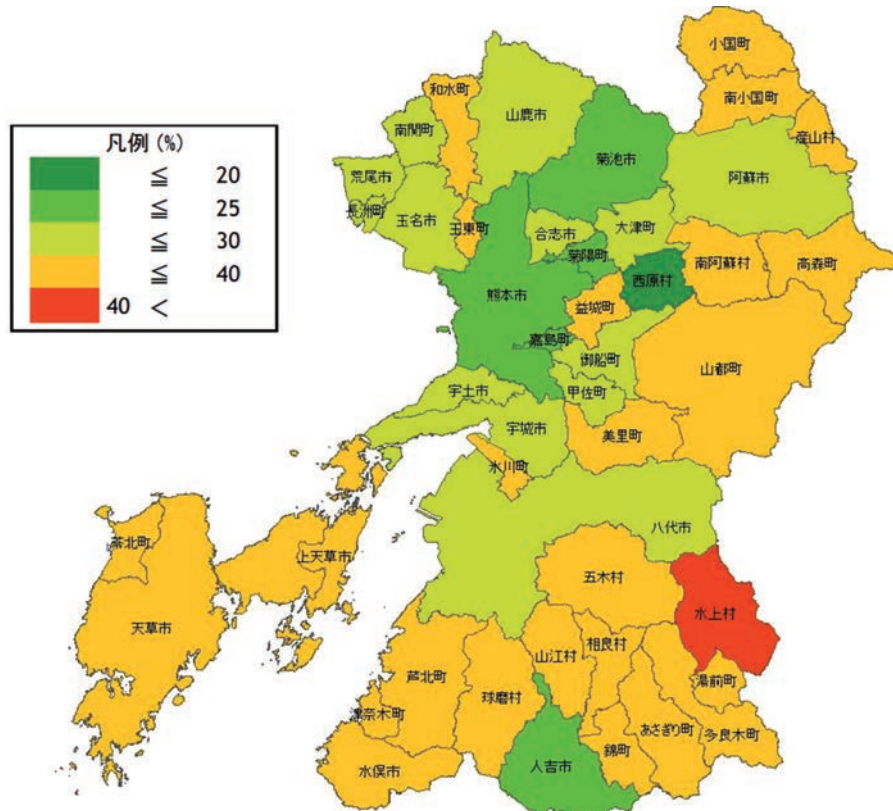 凡例 (%)
≦ 20
≦ 25
≦ 30
≦ 40
40 <
小国町
和水町
南小国町
山鹿市
南関町
産山村
菊池市
荒尾市
阿蘇市
長洲町
玉名市
玉東町
合志市
大津町
菊陽町
南阿蘇村
高森町
西原村
熊本市
益城町
嘉島町
御船町
山都町
宇土市
甲佐町
宇城市
美里町
氷川町
八代市
苓北町
上天草市
五木村
水上村
天草市
山江村
相良村
芦北町
球磨村
湯前町
津奈木町
あさぎり町
多良木町
錦町
水俣市
人吉市